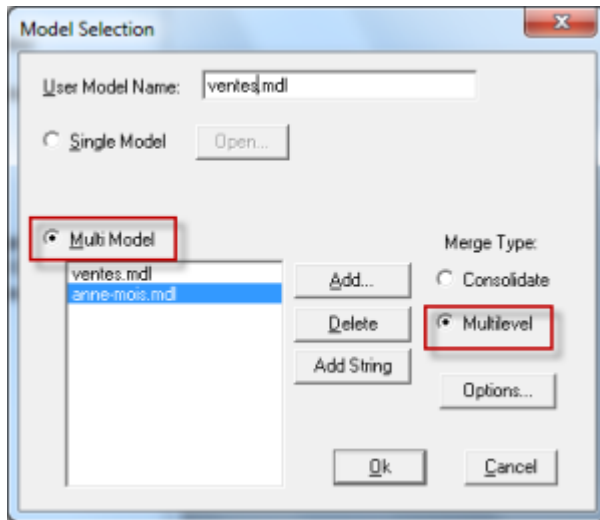 Model Selection
User Model Name: ventes.mdl
Single Model Open...
Multi Model
Merge Type:
ventes.mdl
anne-mois.mdl
Add...
Consolidate
Delete
Multilevel
Add String
Options...
Ok
Cancel